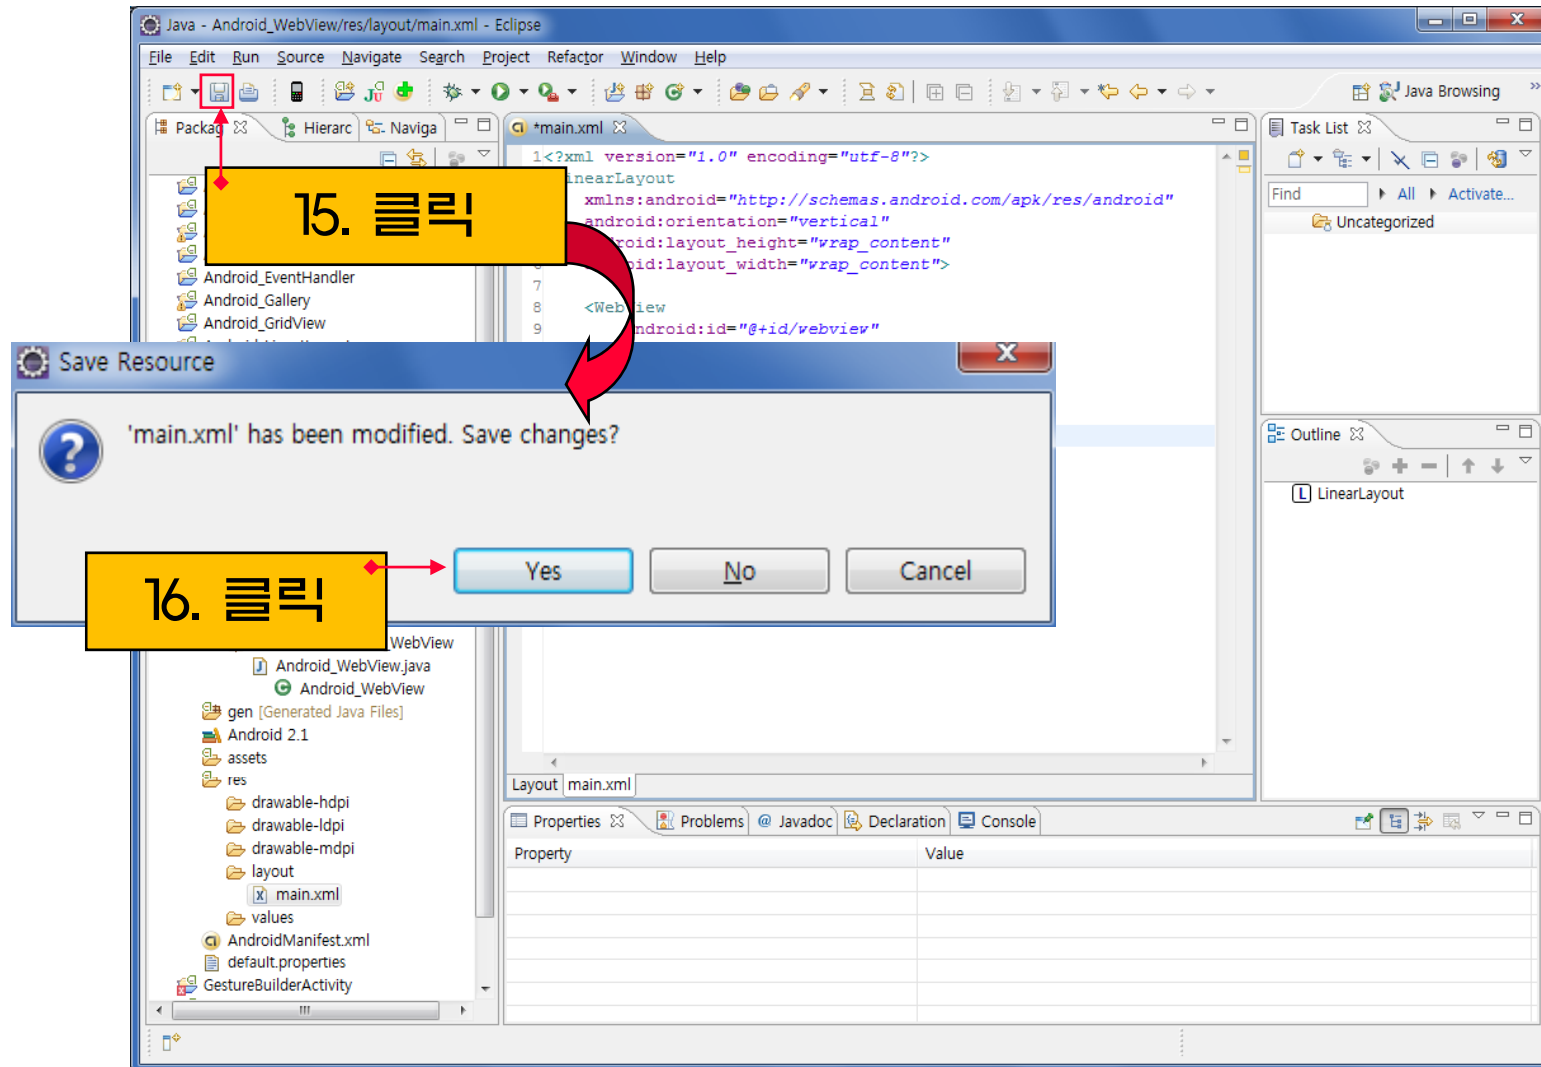 Java - Android_WebView/res/layout/main.xml - Eclipse
File Edit Run Source Navigate Search Project Refactor Window Help
Java Browsing
Packag Hierarc Naviga
*main.xml
Task List
15. 클릭
1 <?xml version="1.0" encoding="utf-8"?>
inearLayout
xmlns:android="http://schemas.android.com/apk/res/android"
android:orientation="vertical"
roid:layout_height="wrap_content"
oid:layout_width="wrap_content">
7
8 <WebView
9 ndroid:id="@+id/webview"
Find All Activate...
Uncategorized
Android_EventHandler
Android_Gallery
Android_GridView
Save Resource
'main.xml' has been modified. Save changes?
Yes No Cancel
16. 클릭
Outline
LinearLayout
WebView
Android_WebView.java
Android_WebView
gen [Generated Java Files]
Android 2.1
assets
res
drawable-hdpi
drawable-ldpi
drawable-mdpi
layout
main.xml
values
AndroidManifest.xml
default.properties
GestureBuilderActivity
Layout main.xml
Properties Problems @ Javadoc Declaration Console
Property Value